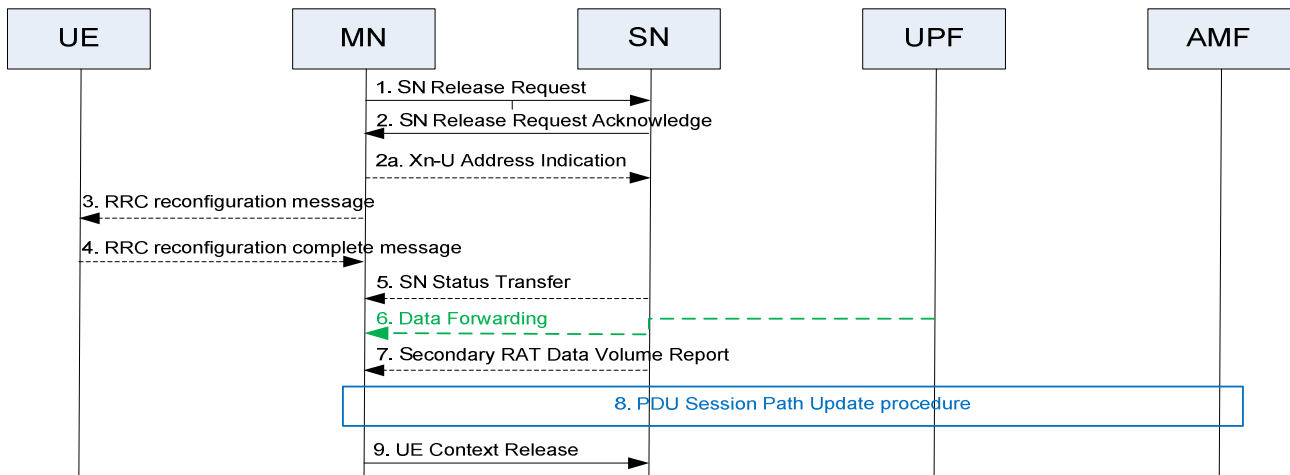 UE
MN
SN
UPF
AMF
1. SN Release Request
2. SN Release Request Acknowledge
2a. Xn-U Address Indication
3. RRC reconfiguration message
4. RRC reconfiguration complete message
5. SN Status Transfer
6. Data Forwarding
7. Secondary RAT Data Volume Report
8. PDU Session Path Update procedure
9. UE Context Release